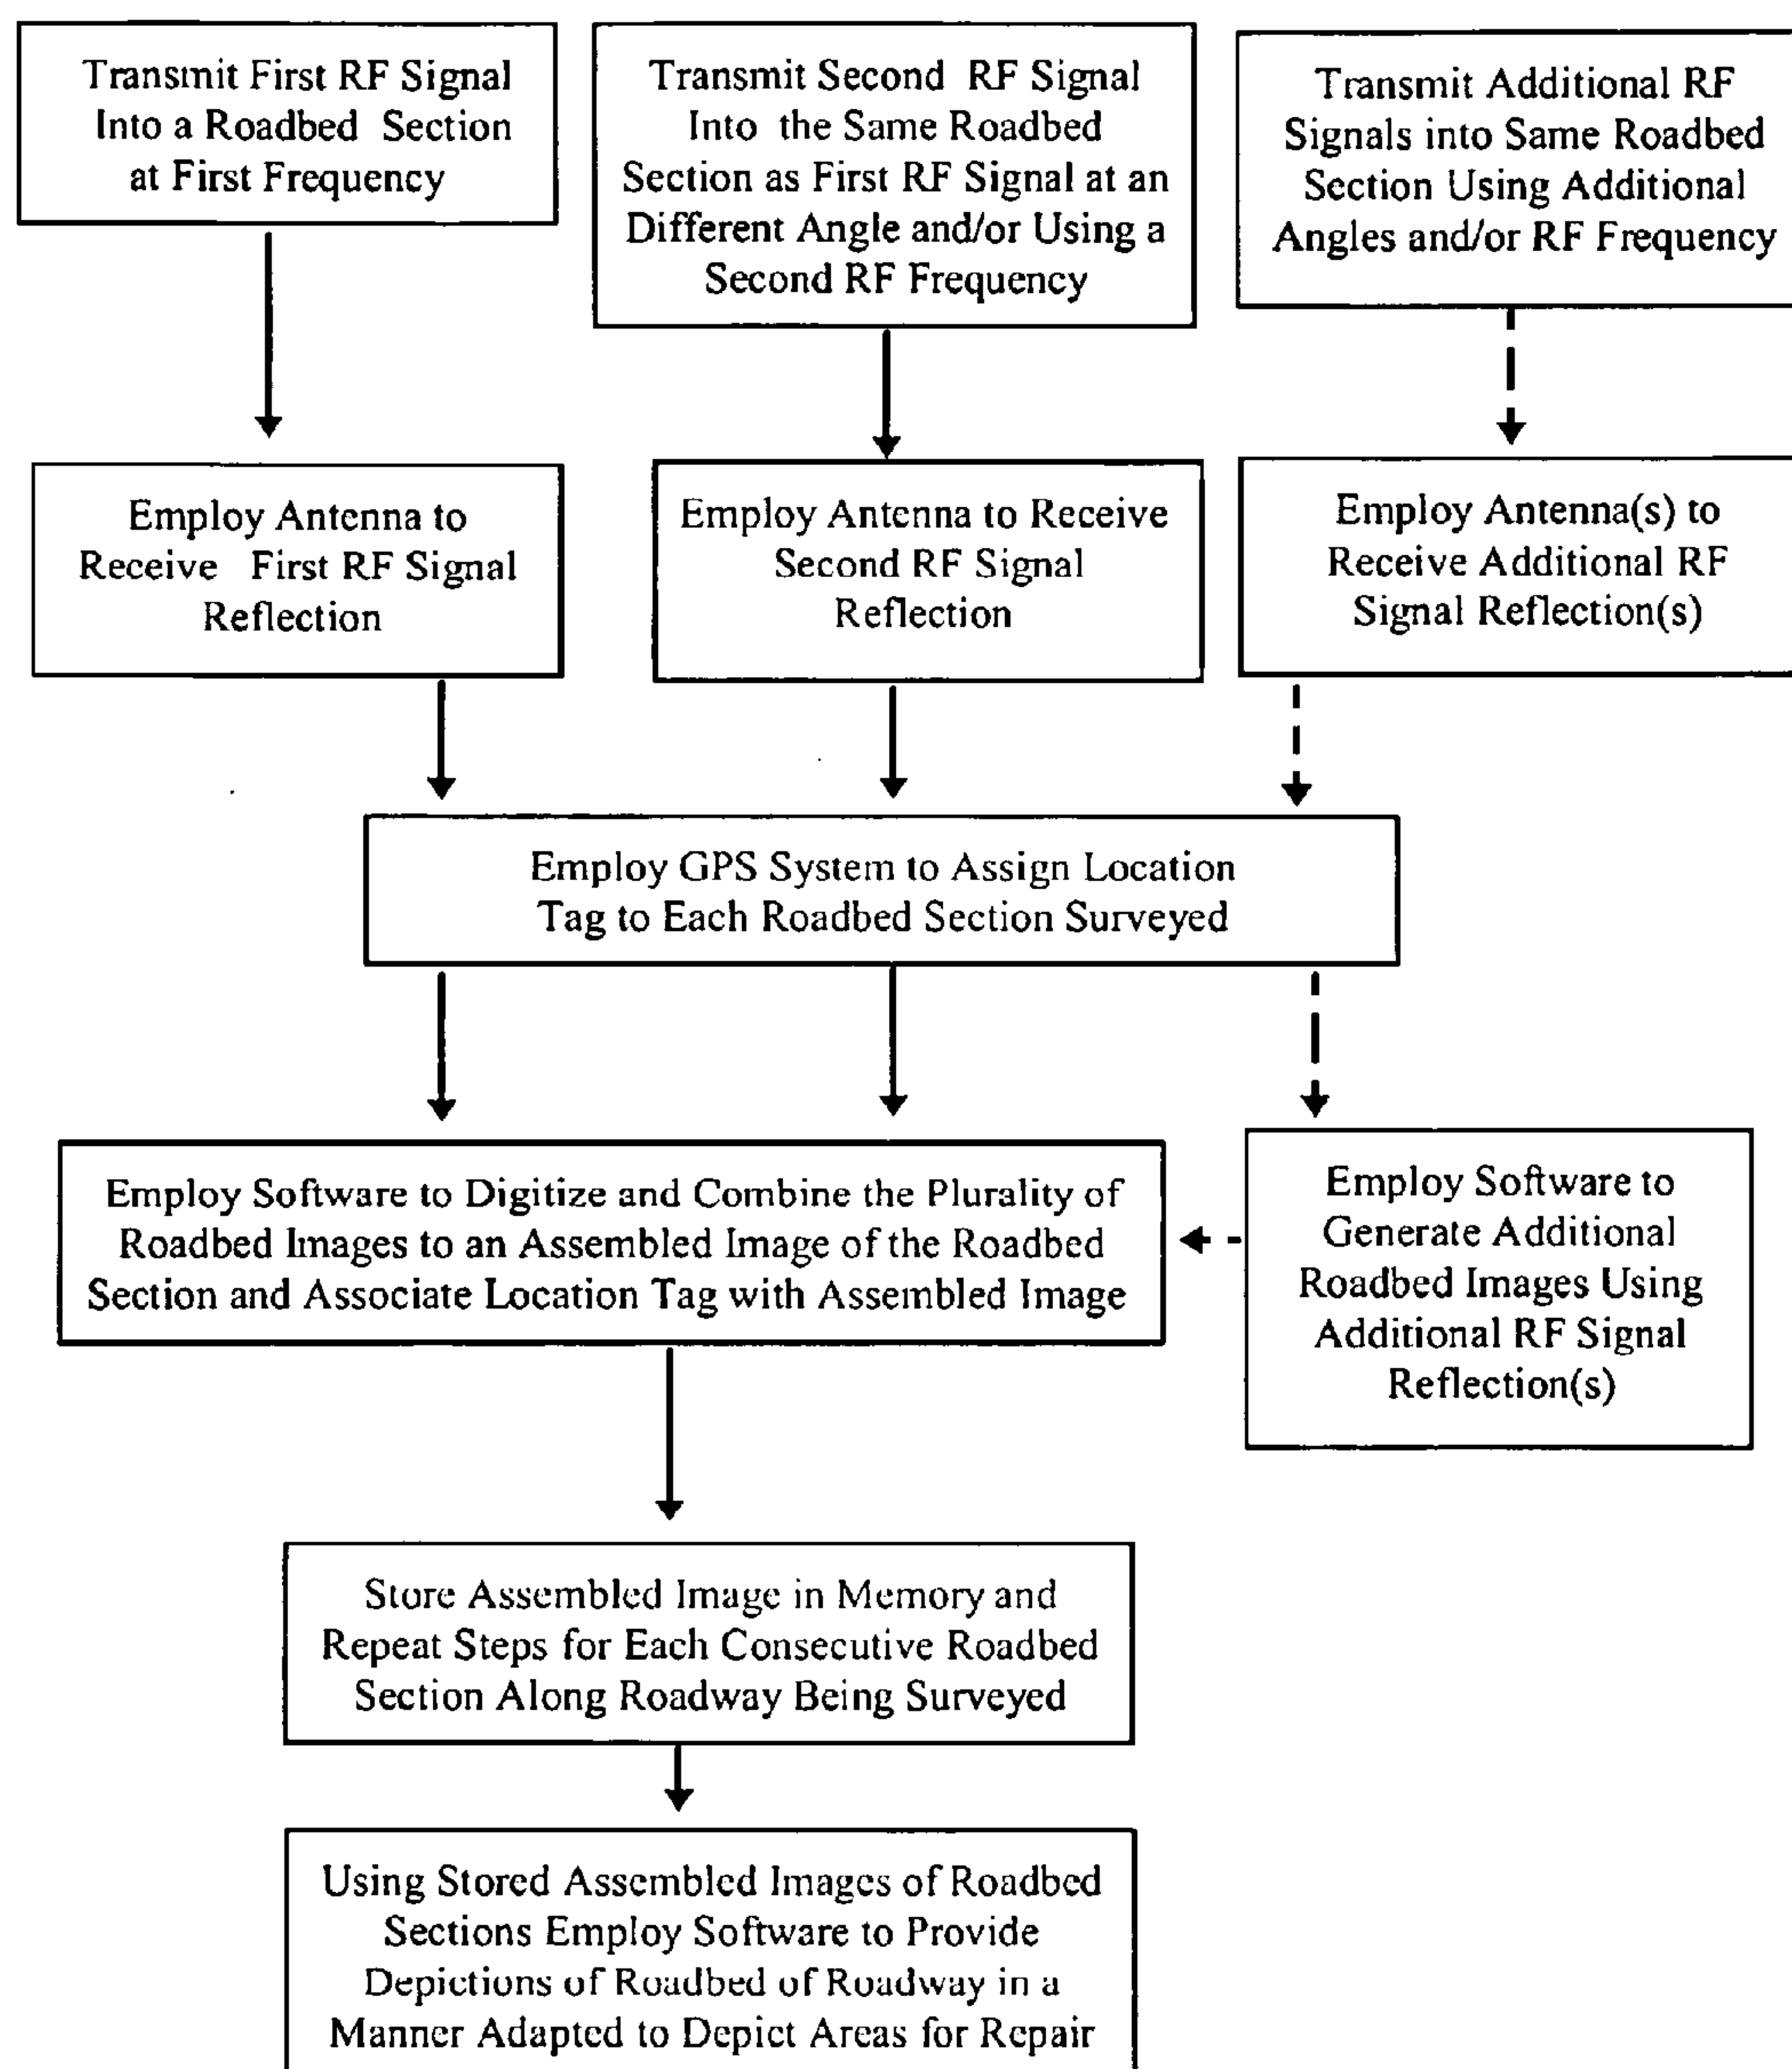 Transmit First RF Signal
Into a Roadbed Section
at First Frequency
Transmit Second RF Signal
Into the Same Roadbed
Section as First RF Signal at an
Different Angle and/or Using a
Second RF Frequency
Transmit Additional RF
Signals into Same Roadbed
Section Using Additional
Angles and/or RF Frequency
Employ Antenna to
Receive First RF Signal
Reflection
Employ Antenna to Receive
Second RF Signal
Reflection
Employ Antenna(s) to
Receive Additional RF
Signal Reflection(s)
Employ GPS System to Assign Location
Tag to Each Roadbed Section Surveyed
Employ Software to Digitize and Combine the Plurality of
Roadbed Images to an Assembled Image of the Roadbed
Section and Associate Location Tag with Assembled Image
Employ Software to
Generate Additional
Roadbed Images Using
Additional RF Signal
Reflection(s)
Store Assembled Image in Memory and
Repeat Steps for Each Consecutive Roadbed
Section Along Roadway Being Surveyed
Using Stored Assembled Images of Roadbed
Sections Employ Software to Provide
Depictions of Roadbed of Roadway in a
Manner Adapted to Depict Areas for Repair